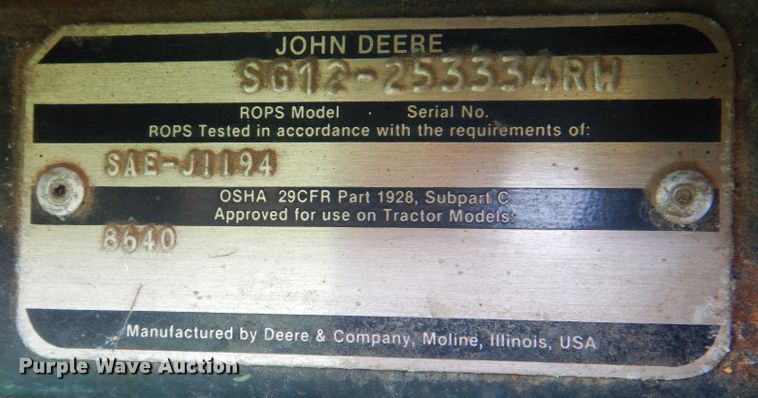 JOHN DEERE
SG12-253334RW
ROPS Model · Serial No.
ROPS Tested in accordance with the requirements of:
SAE-J1194
OSHA 29CFR Part 1928, Subpart C
Approved for use on Tractor Models:
8640
Manufactured by Deere & Company, Moline, Illinois, USA
Purple Wave Auction